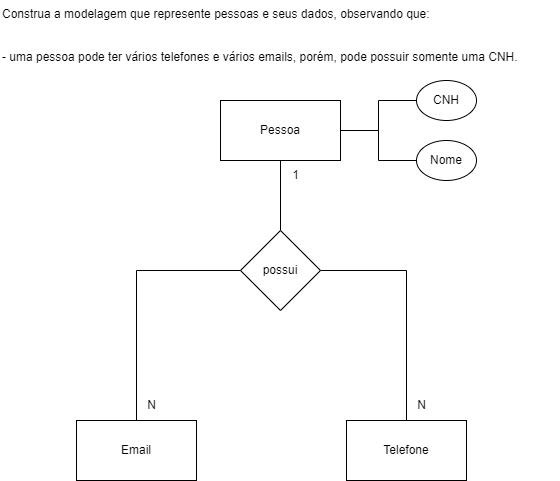 Construa a modelagem que represente pessoas e seus dados, observando que:
- uma pessoa pode ter vários telefones e vários emails, porém, pode possuir somente uma CNH.
CNH
Pessoa
Nome
1
possui
N
N
Email
Telefone